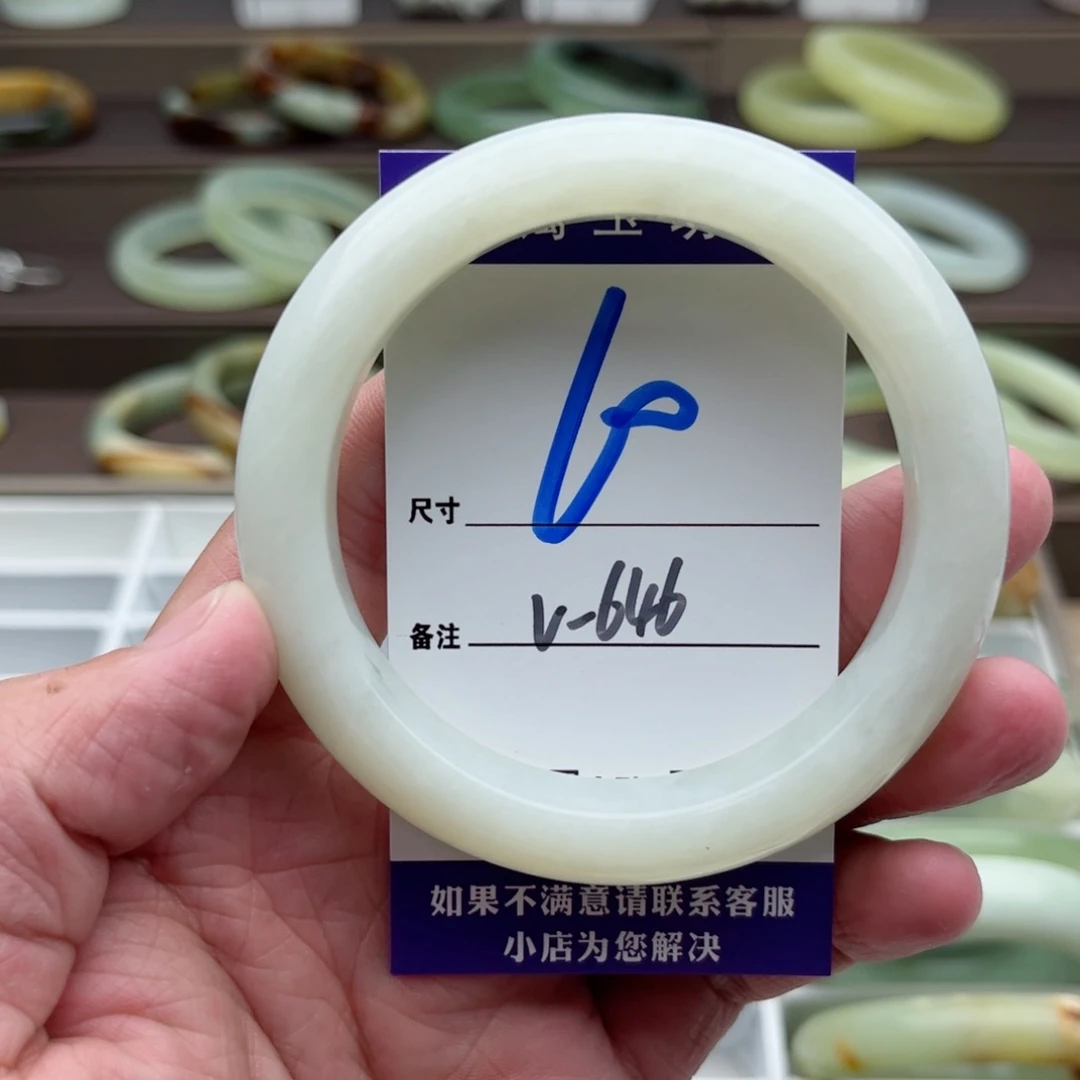 尺寸
备注 V-646
如果不满意请联系客服
小店为您解决